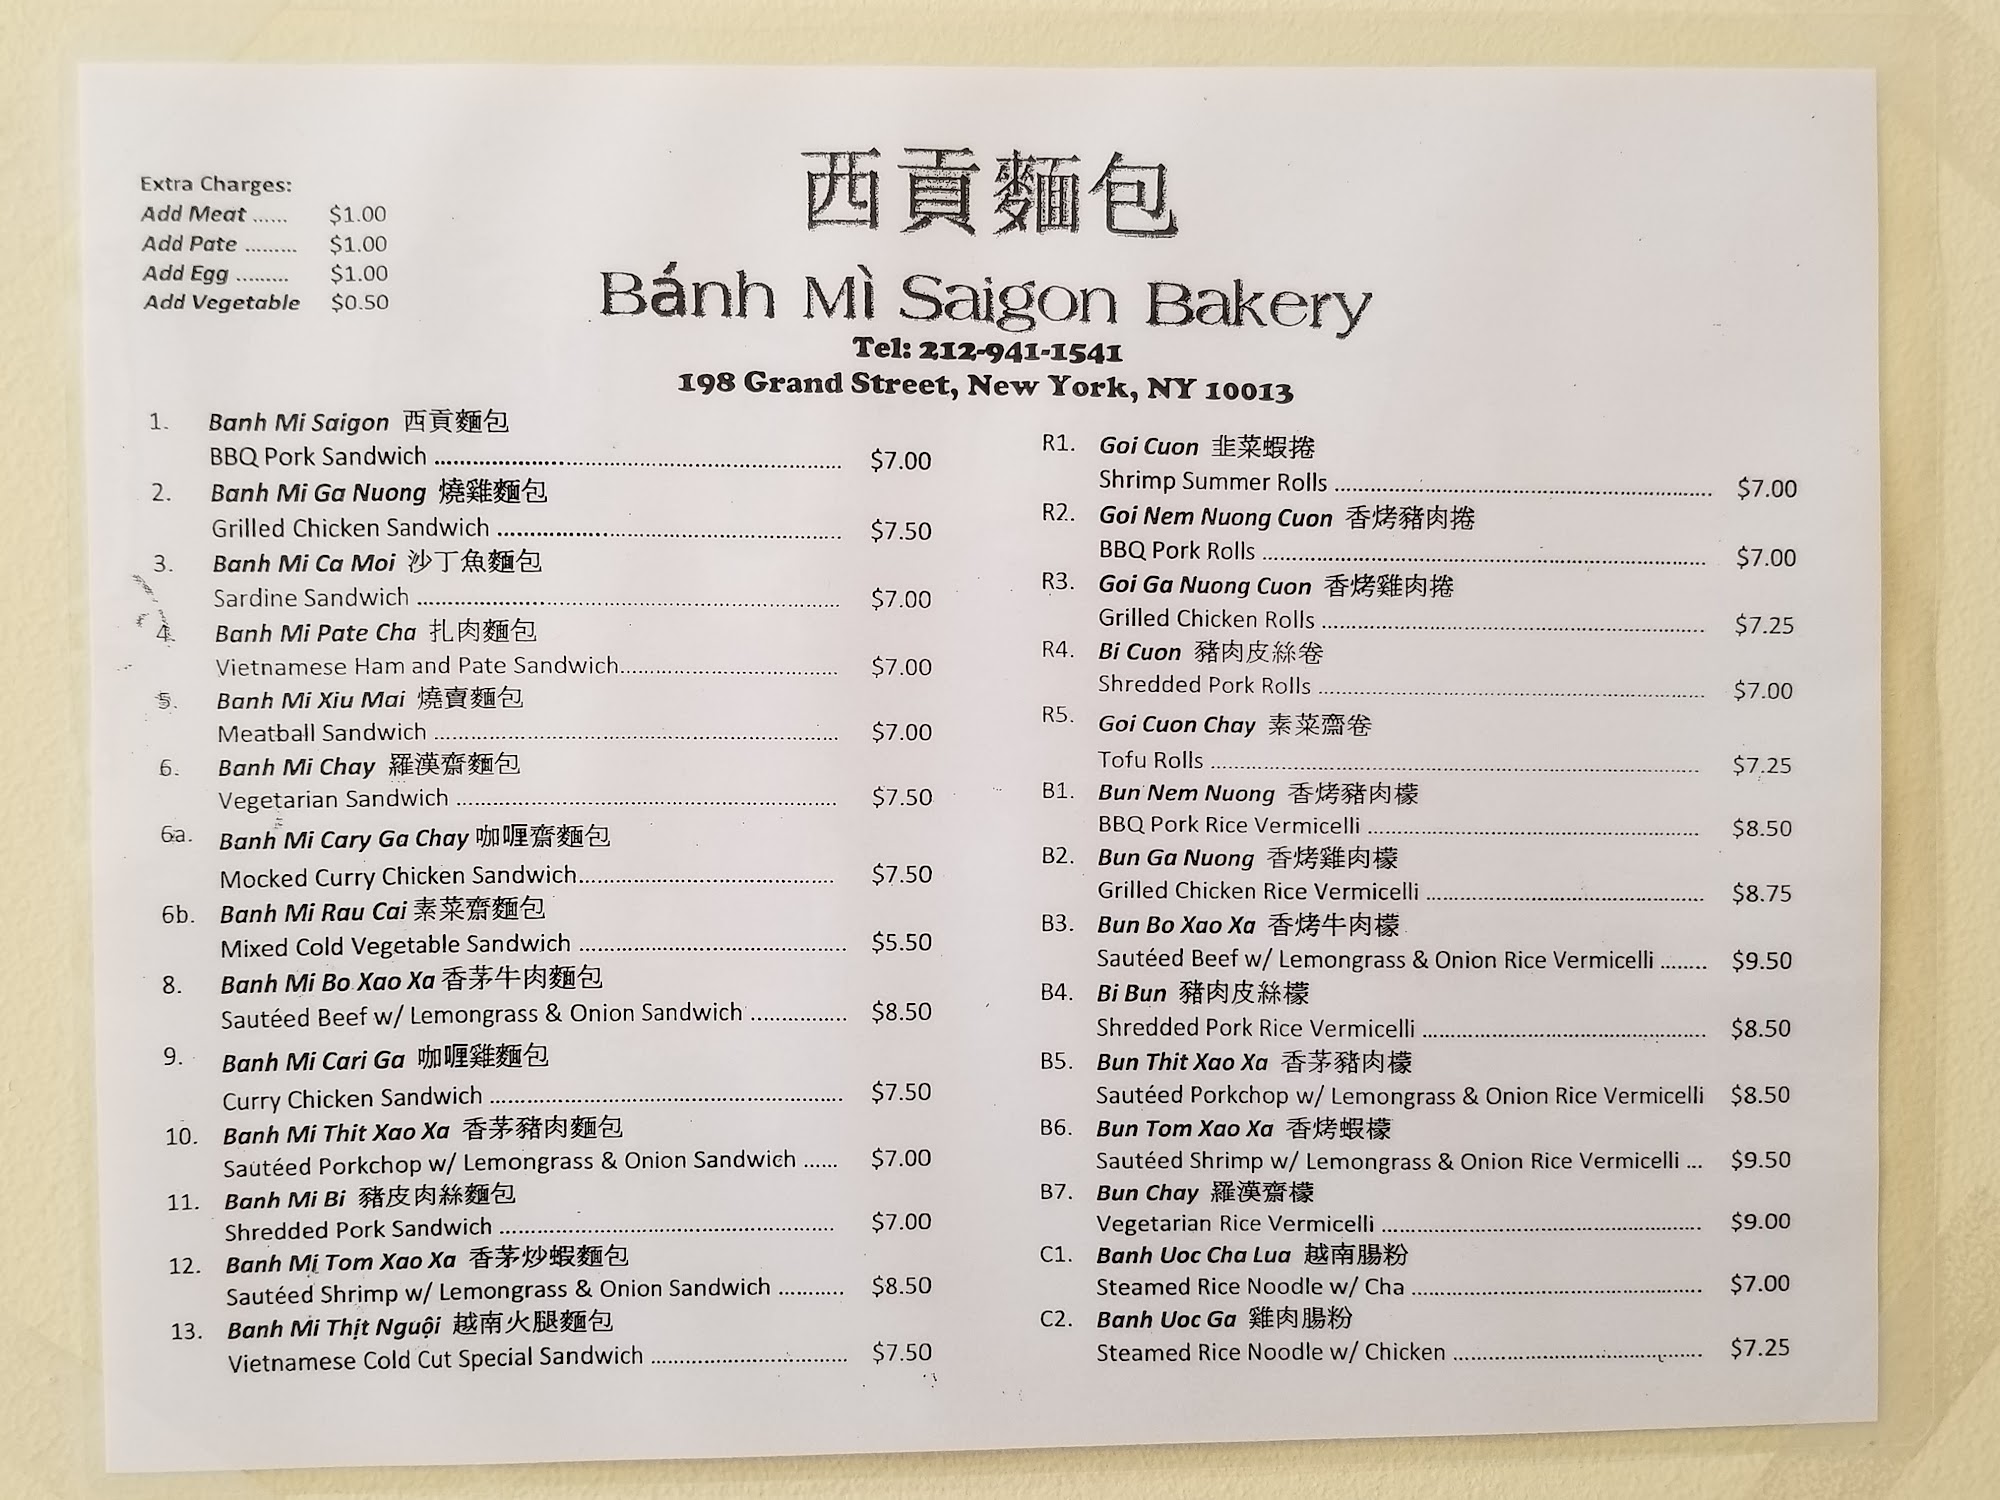 Extra Charges:
Add Meat ...... $1.00
Add Pate ......... $1.00
Add Egg ......... $1.00
Add Vegetable $0.50
西貢麵包
Bánh Mì Saigon Bakery
Tel: 212-941-1541
198 Grand Street, New York, NY 10013
1. Banh Mi Saigon 西貢麵包
BBQ Pork Sandwich ........ $7.00
2. Banh Mi Ga Nuong 燒雞麵包
Grilled Chicken Sandwich ........ $7.50
3. Banh Mi Ca Moi 沙丁魚麵包
Sardine Sandwich ........ $7.00
4. Banh Mi Pate Cha 扎肉麵包
Vietnamese Ham and Pate Sandwich........ $7.00
5. Banh Mi Xiu Mai 燒賣麵包
Meatball Sandwich ........ $7.00
6. Banh Mi Chay 羅漢齋麵包
Vegetarian Sandwich ........ $7.50
6a. Banh Mi Cary Ga Chay 咖喱齋麵包
Mocked Curry Chicken Sandwich........ $7.50
6b. Banh Mi Rau Cai 素菜齋麵包
Mixed Cold Vegetable Sandwich ........ $5.50
8. Banh Mi Bo Xao Xa 香茅牛肉麵包
Sautéed Beef w/ Lemongrass & Onion Sandwich ........ $8.50
9. Banh Mi Cari Ga 咖喱雞麵包
Curry Chicken Sandwich ........ $7.50
10. Banh Mi Thit Xao Xa 香茅豬肉麵包
Sautéed Porkchop w/ Lemongrass & Onion Sandwich ...... $7.00
11. Banh Mi Bi 豬皮肉絲麵包
Shredded Pork Sandwich ........ $7.00
12. Banh Mi Tom Xao Xa 香茅炒蝦麵包
Sautéed Shrimp w/ Lemongrass & Onion Sandwich ........ $8.50
13. Banh Mi Thịt Nguội 越南火腿麵包
Vietnamese Cold Cut Special Sandwich ........ $7.50
R1. Goi Cuon 韭菜蝦捲
Shrimp Summer Rolls ........ $7.00
R2. Goi Nem Nuong Cuon 香烤豬肉捲
BBQ Pork Rolls ........ $7.00
R3. Goi Ga Nuong Cuon 香烤雞肉捲
Grilled Chicken Rolls ........ $7.25
R4. Bi Cuon 豬肉皮絲卷
Shredded Pork Rolls ........ $7.00
R5. Goi Cuon Chay 素菜齋卷
Tofu Rolls ........ $7.25
B1. Bun Nem Nuong 香烤豬肉檬
BBQ Pork Rice Vermicelli ........ $8.50
B2. Bun Ga Nuong 香烤雞肉檬
Grilled Chicken Rice Vermicelli ........ $8.75
B3. Bun Bo Xao Xa 香烤牛肉檬
Sautéed Beef w/ Lemongrass & Onion Rice Vermicelli ........ $9.50
B4. Bi Bun 豬肉皮絲檬
Shredded Pork Rice Vermicelli ........ $8.50
B5. Bun Thit Xao Xa 香茅豬肉檬
Sautéed Porkchop w/ Lemongrass & Onion Rice Vermicelli $8.50
B6. Bun Tom Xao Xa 香烤蝦檬
Sautéed Shrimp w/ Lemongrass & Onion Rice Vermicelli ... $9.50
B7. Bun Chay 羅漢齋檬
Vegetarian Rice Vermicelli ........ $9.00
C1. Banh Uoc Cha Lua 越南腸粉
Steamed Rice Noodle w/ Cha ........ $7.00
C2. Banh Uoc Ga 雞肉腸粉
Steamed Rice Noodle w/ Chicken ........ $7.25